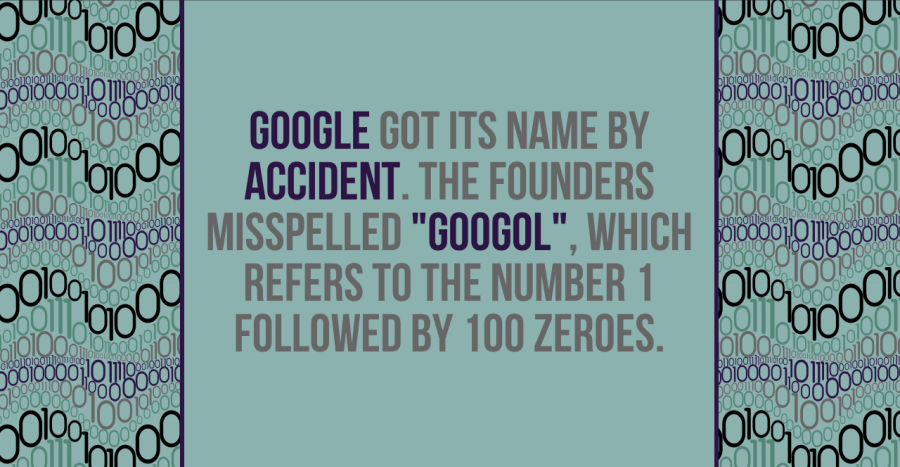 GOOGLE GOT ITS NAME BY
ACCIDENT. THE FOUNDERS
MISSPELLED "GOOGOL", WHICH
REFERS TO THE NUMBER 1
FOLLOWED BY 100 ZEROES.